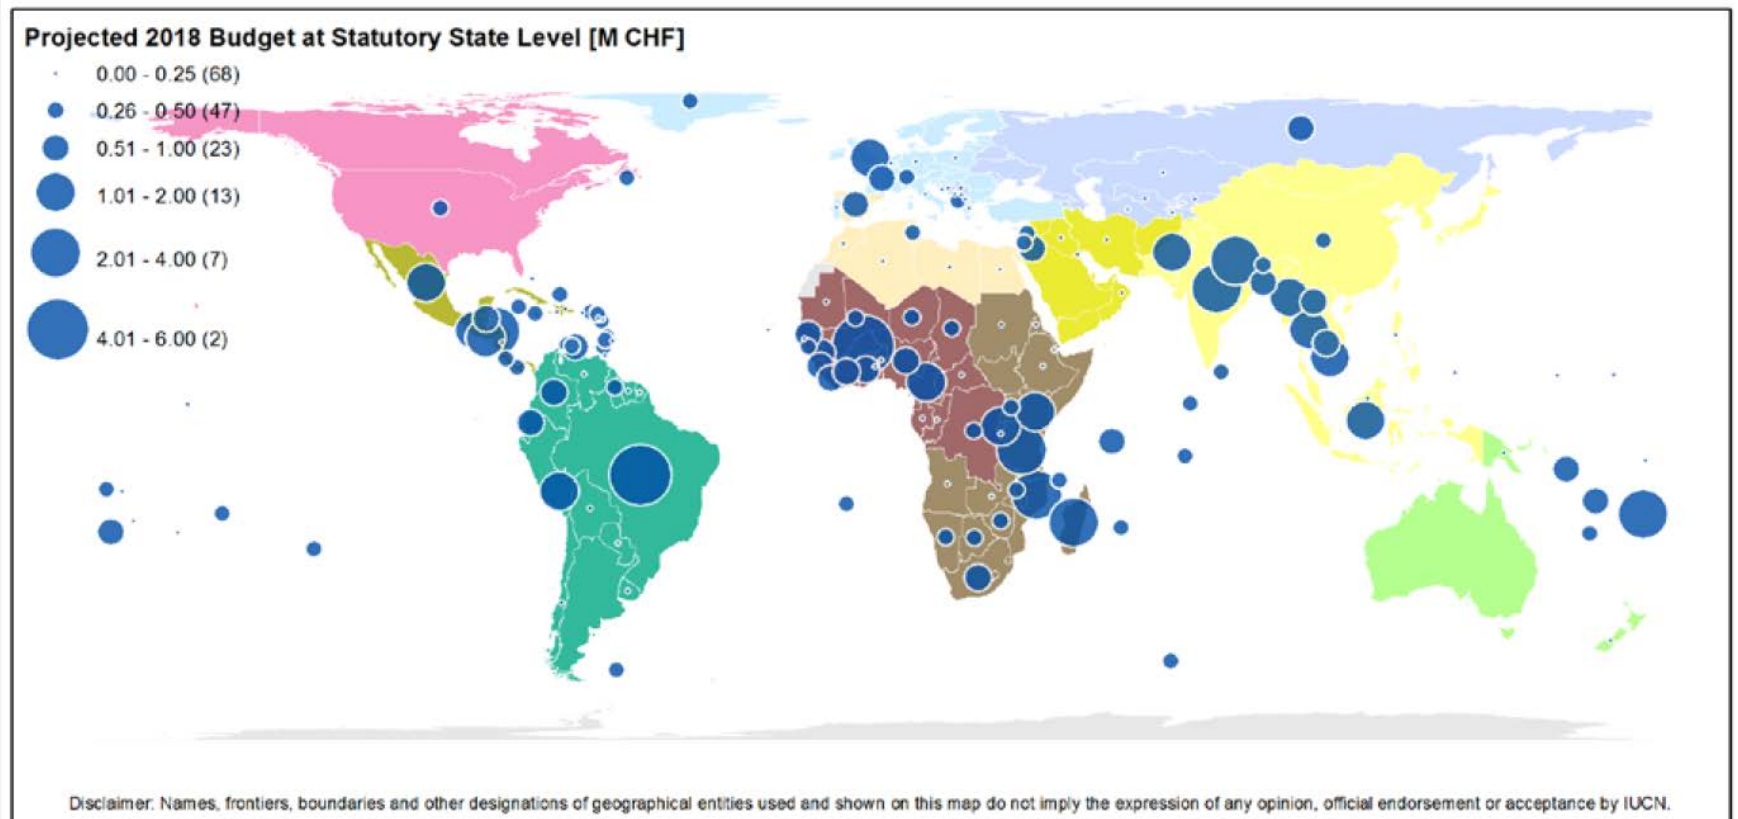 Projected 2018 Budget at Statutory State Level [M CHF]
0.00 - 0.25 (68)
0.26 - 0.50 (47)
0.51 - 1.00 (23)
1.01 - 2.00 (13)
2.01 - 4.00 (7)
4.01 - 6.00 (2)
Disclaimer: Names, frontiers, boundaries and other designations of geographical entities used and shown on this map do not imply the expression of any opinion, official endorsement or acceptance by IUCN.